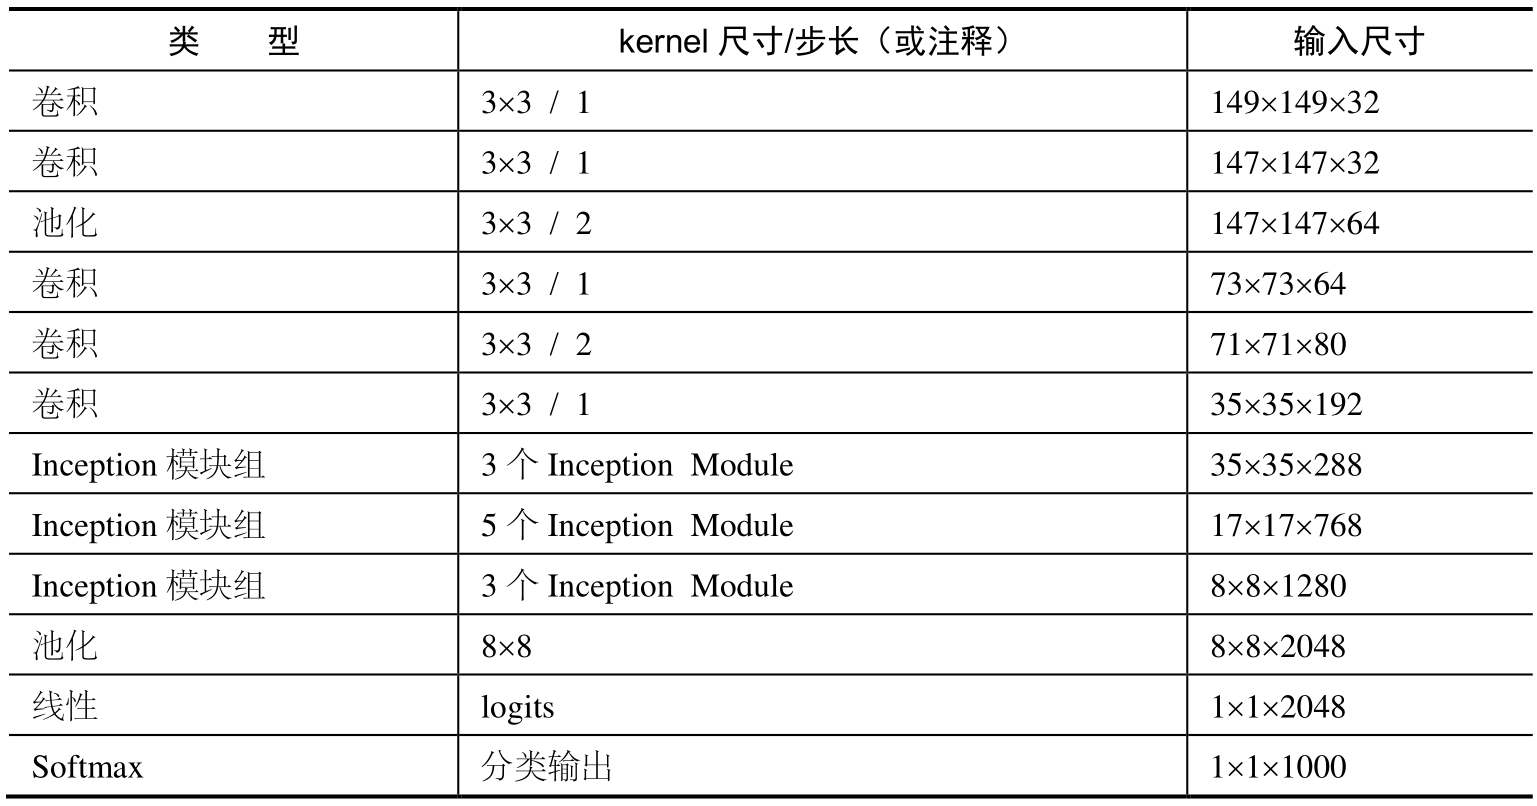 类 型 kernel 尺寸/步长（或注释） 输入尺寸
卷积 3×3 / 1 149×149×32
卷积 3×3 / 1 147×147×32
池化 3×3 / 2 147×147×64
卷积 3×3 / 1 73×73×64
卷积 3×3 / 2 71×71×80
卷积 3×3 / 1 35×35×192
Inception 模块组 3 个 Inception Module 35×35×288
Inception 模块组 5 个 Inception Module 17×17×768
Inception 模块组 3 个 Inception Module 8×8×1280
池化 8×8 8×8×2048
线性 logits 1×1×2048
Softmax 分类输出 1×1×1000